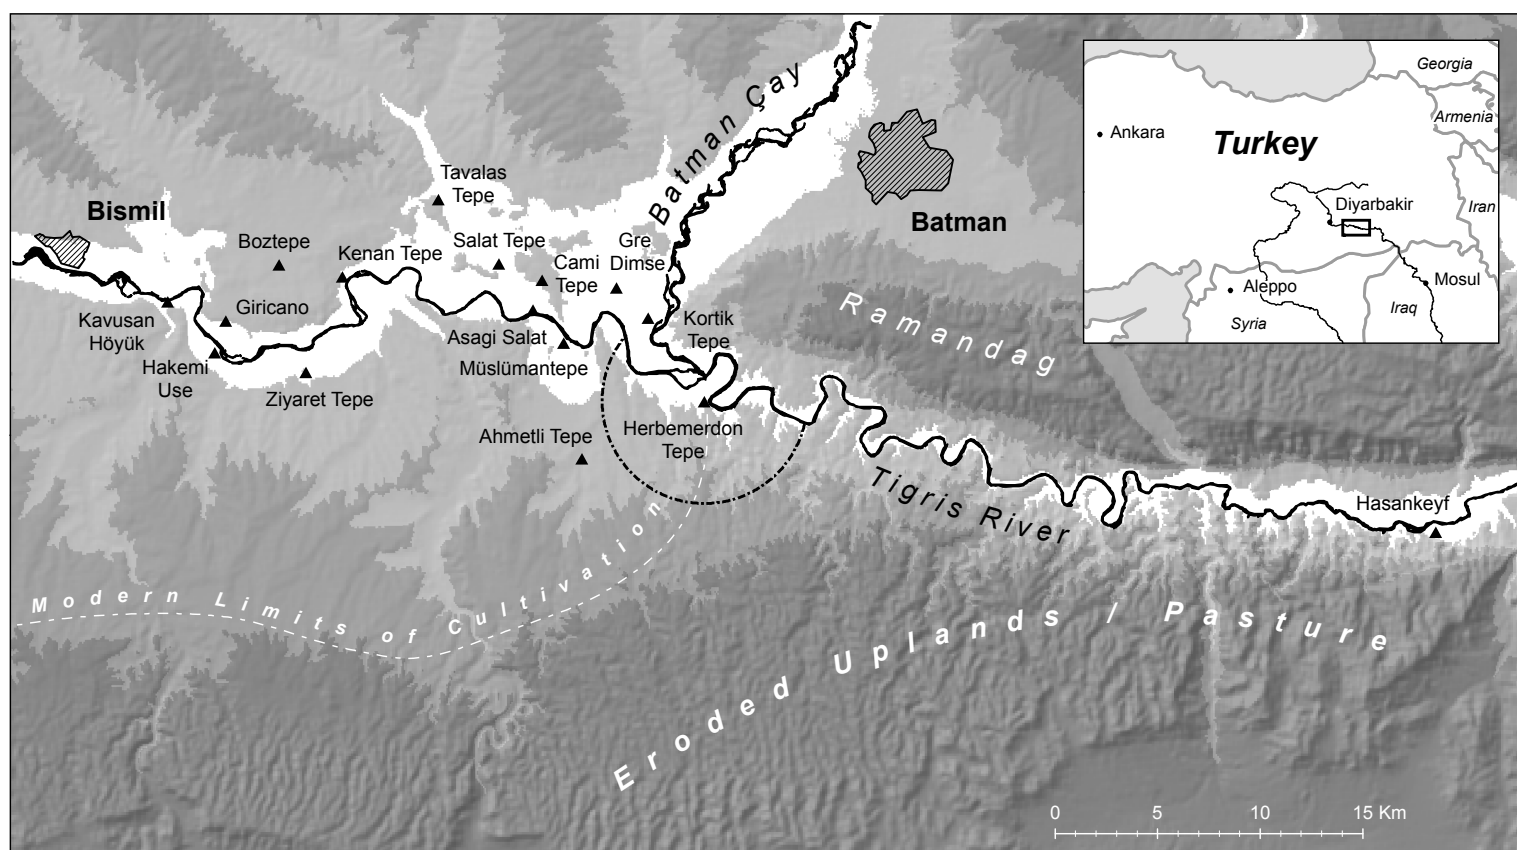 Batman Çay
Georgia
Armenia
Ankara
Turkey
Iran
Diyarbakir
Mosul
Aleppo
Iraq
Syria
Tavalas
Tepe
Bismil
Batman
Boztepe
Kenan Tepe
Salat Tepe
Gre
Dimse
Cami
Tepe
Giricano
Kavusan
Höyük
Asagi Salat
Kortik
Tepe
Ramandag
Hakemi
Use
Müslümantepe
Ziyaret Tepe
Ahmetli Tepe
Herbemerdon
Tepe
Tigris River
Hasankeyf
Modern Limits of Cultivation
Eroded Uplands / Pasture
0 5 10 15 Km